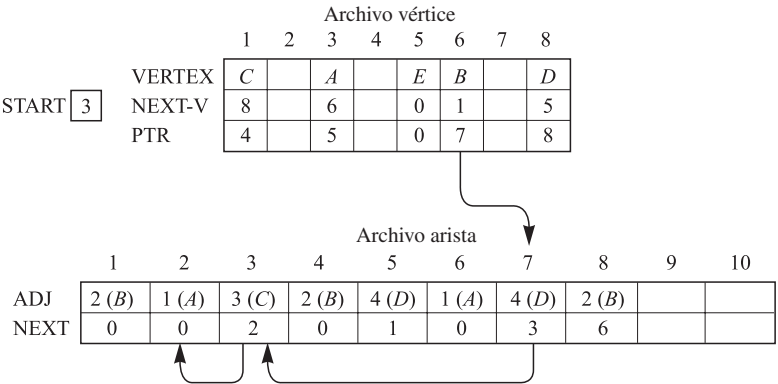 Archivo vértice
1 2 3 4 5 6 7 8
VERTEX C A E B D
START 3 NEXT-V 8 6 0 1 5
PTR 4 5 0 7 8
Archivo arista
1 2 3 4 5 6 7 8 9 10
ADJ 2 (B) 1 (A) 3 (C) 2 (B) 4 (D) 1 (A) 4 (D) 2 (B)
NEXT 0 0 2 0 1 0 3 6